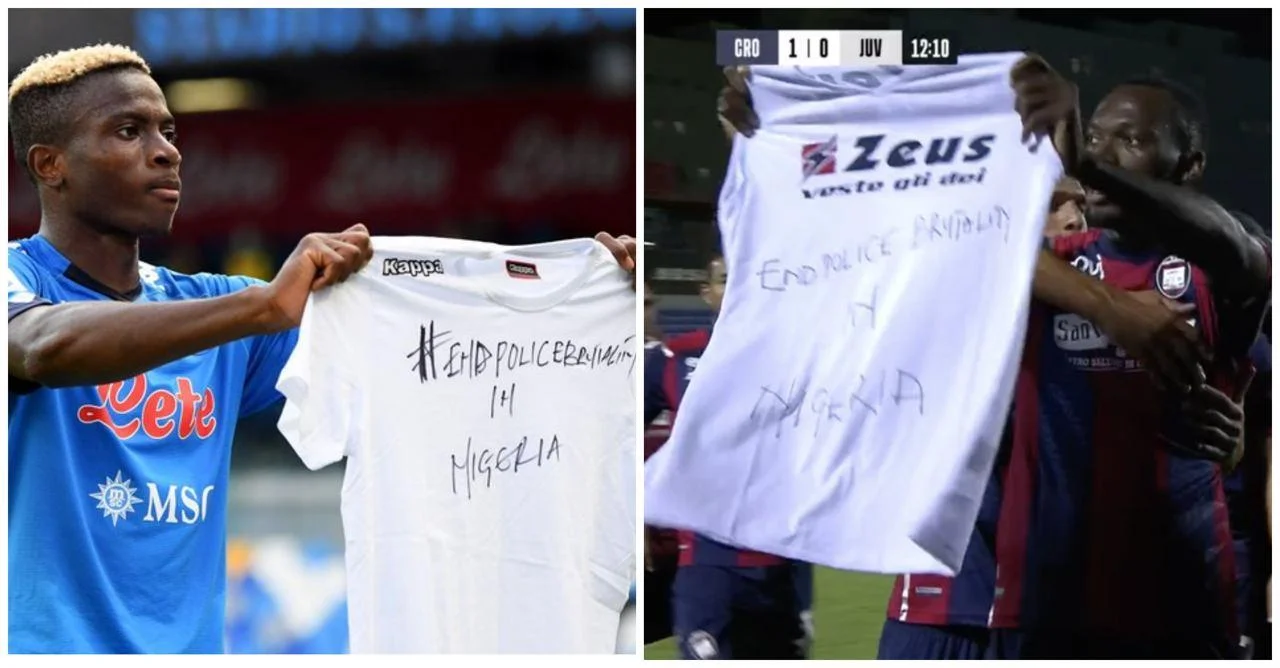 Lete
MSC
Kappa
Kappa
#ENDPOLICEBRUTALITY
IN
NIGERIA
CRO 1 | 0 JUV 12:10
Zeus
veste gli dei
END POLICE BRUTALITY
IN
NIGERIA